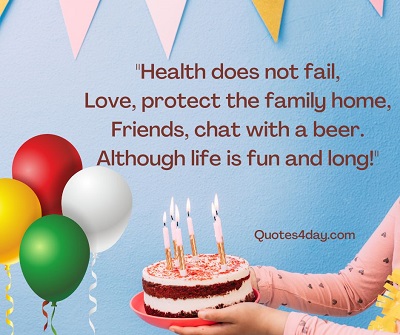 "Health does not fail,
Love, protect the family home,
Friends, chat with a beer.
Although life is fun and long!"
Quotes4day.com